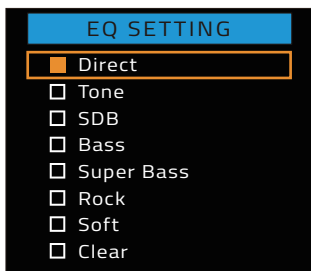 EQ SETTING
Direct
Tone
SDB
Bass
Super Bass
Rock
Soft
Clear